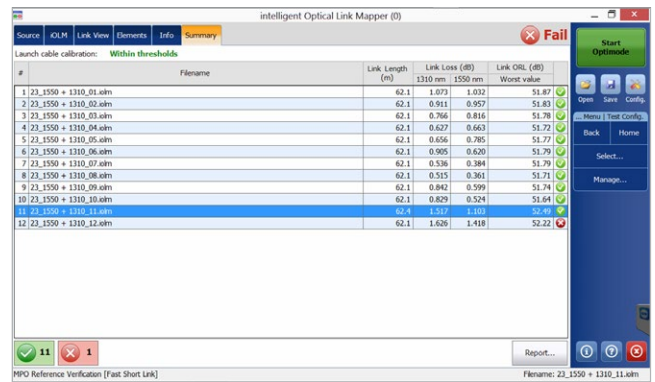 intelligent Optical Link Mapper (0)
Source iOLM Link View Elements Info Summary
Fail
Launch cable calibration: Within thresholds
# Filename Link Length (m) Link Loss (dB) Link ORL (dB)
1310 nm 1550 nm Worst value
1 23_1550 + 1310_01.iolm 62.1 1.073 1.032 51.87
2 23_1550 + 1310_02.iolm 62.1 0.911 0.957 51.83
3 23_1550 + 1310_03.iolm 62.1 0.766 0.816 51.78
4 23_1550 + 1310_04.iolm 62.1 0.627 0.663 51.72
5 23_1550 + 1310_05.iolm 62.1 0.656 0.785 51.77
6 23_1550 + 1310_06.iolm 62.1 0.905 0.620 51.79
7 23_1550 + 1310_07.iolm 62.1 0.536 0.384 51.79
8 23_1550 + 1310_08.iolm 62.1 0.515 0.361 51.71
9 23_1550 + 1310_09.iolm 62.1 0.842 0.599 51.74
10 23_1550 + 1310_10.iolm 62.1 0.829 0.524 51.64
11 23_1550 + 1310_11.iolm 62.4 1.517 1.103 52.49
12 23_1550 + 1310_12.iolm 62.1 1.626 1.418 52.22
11 1
Report...
MPO Reference Verification [Fast Short Link]
Filename: 23_1550 + 1310_11.iolm
Start
Optimode
Open Save Config.
... Menu | Test Config.
Back Home
Select...
Manage...